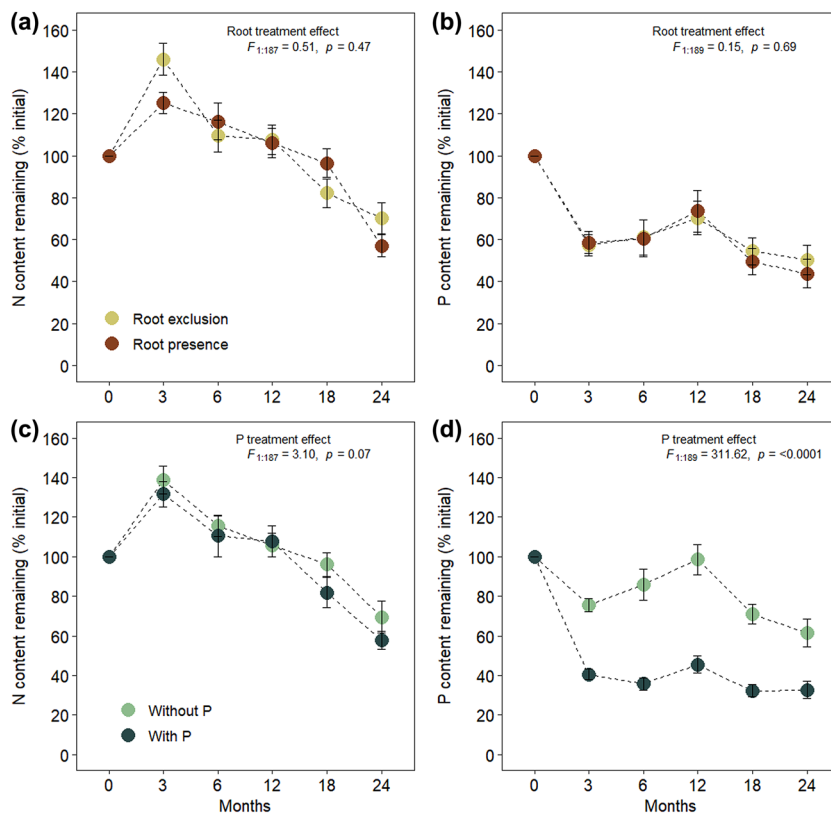 (a)
Root treatment effect
F1:187 = 0.51, p = 0.47
N content remaining (% initial)
160
140
120
100
80
60
40
20
0
Root exclusion
Root presence
0 3 6 12 18 24
(b)
Root treatment effect
F1:189 = 0.15, p = 0.69
P content remaining (% initial)
160
140
120
100
80
60
40
20
0
0 3 6 12 18 24
(c)
P treatment effect
F1:187 = 3.10, p = 0.07
N content remaining (% initial)
160
140
120
100
80
60
40
20
0
Without P
With P
0 3 6 12 18 24
Months
(d)
P treatment effect
F1:189 = 311.62, p = <0.0001
P content remaining (% initial)
160
140
120
100
80
60
40
20
0
0 3 6 12 18 24
Months